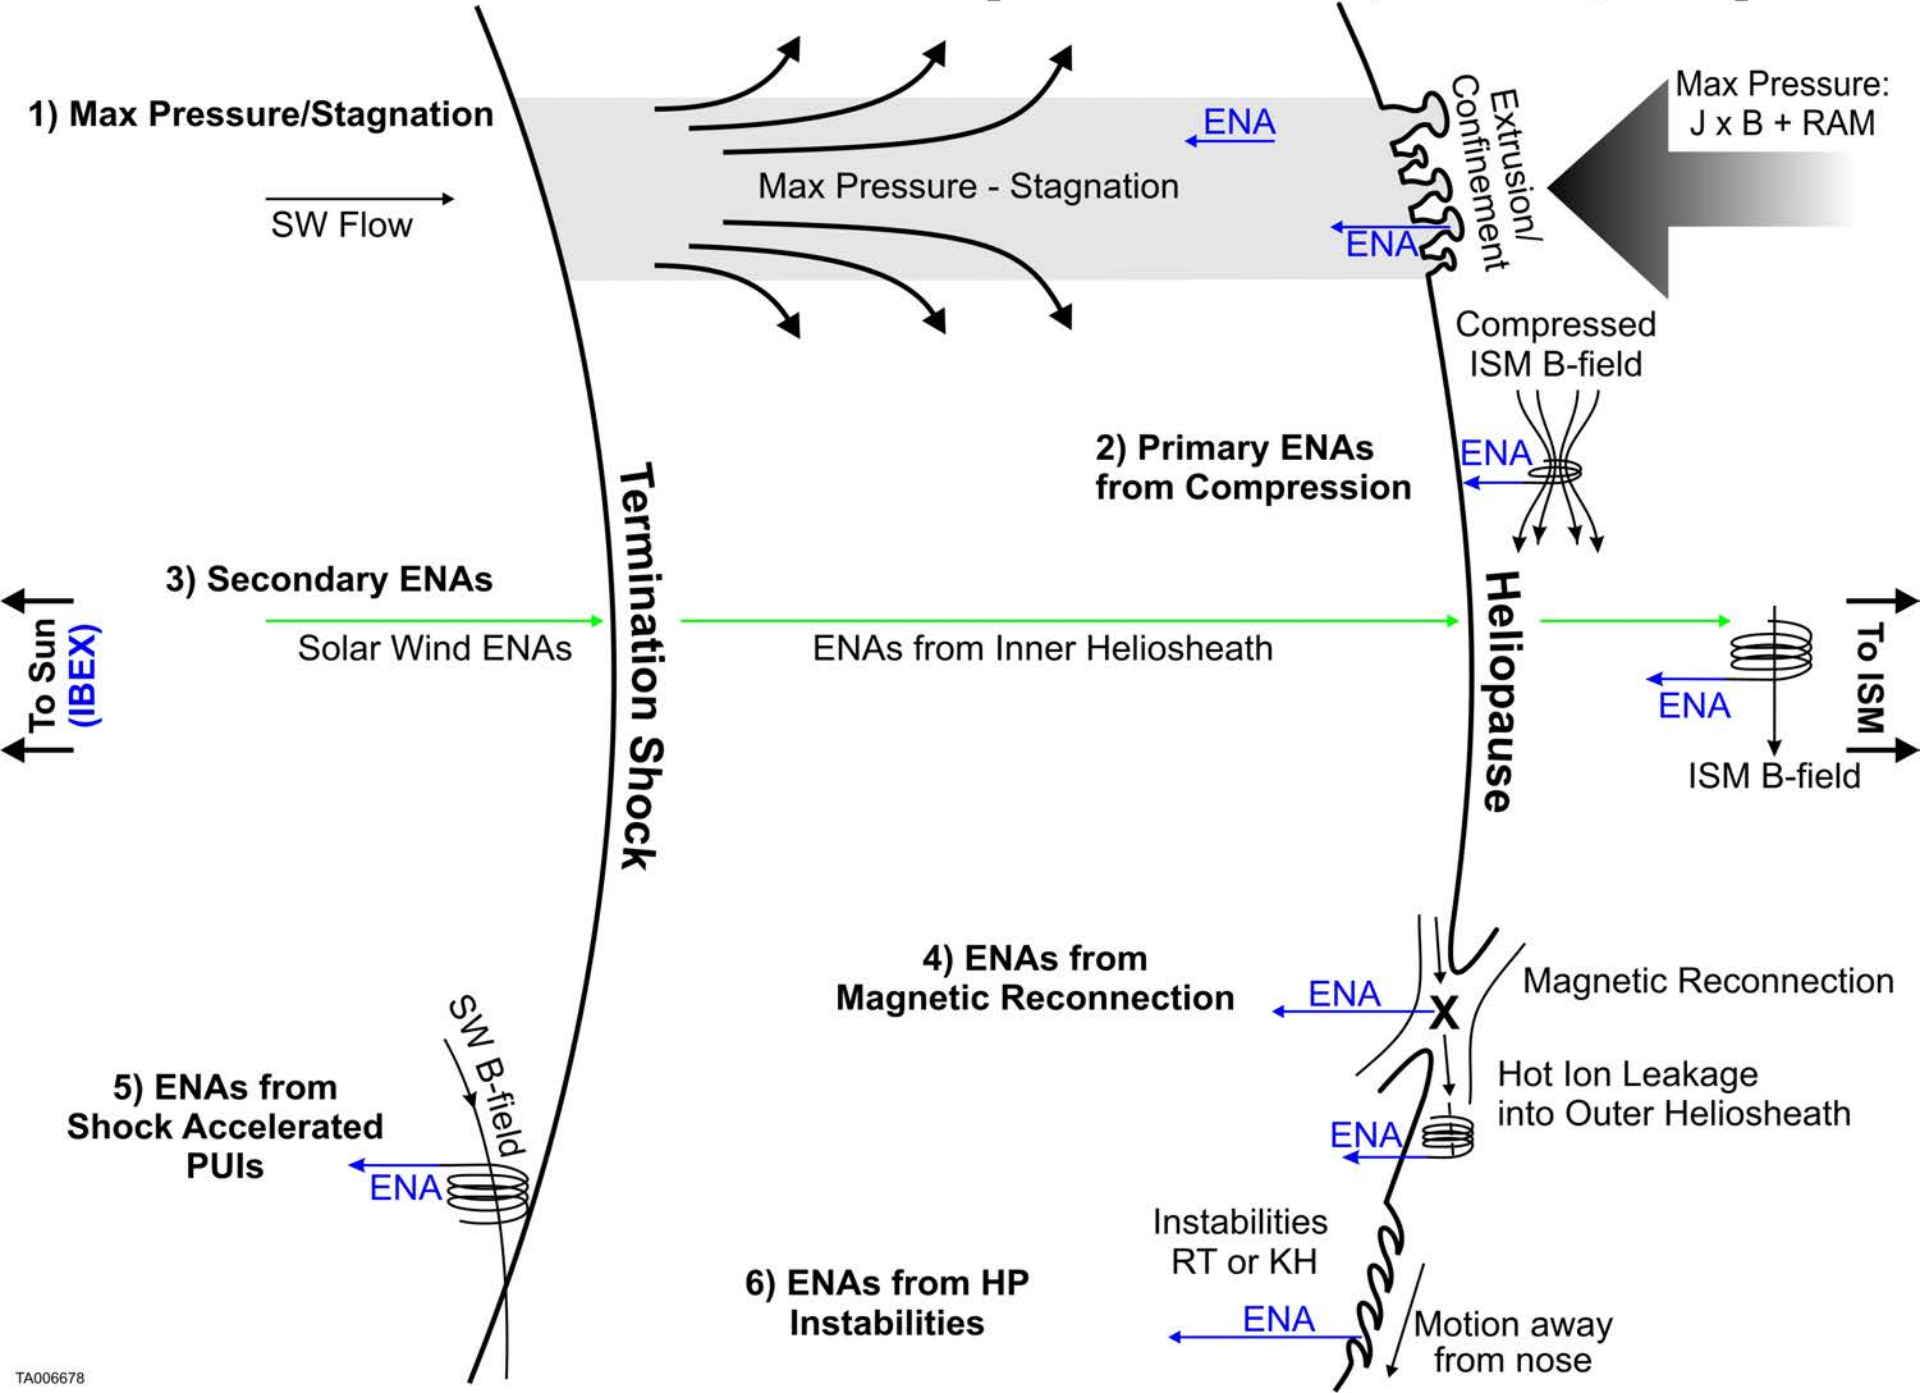 1) Max Pressure/Stagnation
SW Flow
ENA
Max Pressure - Stagnation
ENA
Extrusion/
Confinement
Max Pressure:
J x B + RAM
Compressed
ISM B-field
2) Primary ENAs
from Compression
ENA
Termination Shock
3) Secondary ENAs
Solar Wind ENAs
ENAs from Inner Heliosheath
Heliopause
To Sun
(IBEX)
ENA
ISM B-field
To ISM
4) ENAs from
Magnetic Reconnection
ENA
X
Magnetic Reconnection
Hot Ion Leakage
into Outer Heliosheath
ENA
SW B-field
5) ENAs from
Shock Accelerated
PUIs
ENA
Instabilities
RT or KH
6) ENAs from HP
Instabilities
ENA
Motion away
from nose
TA006678